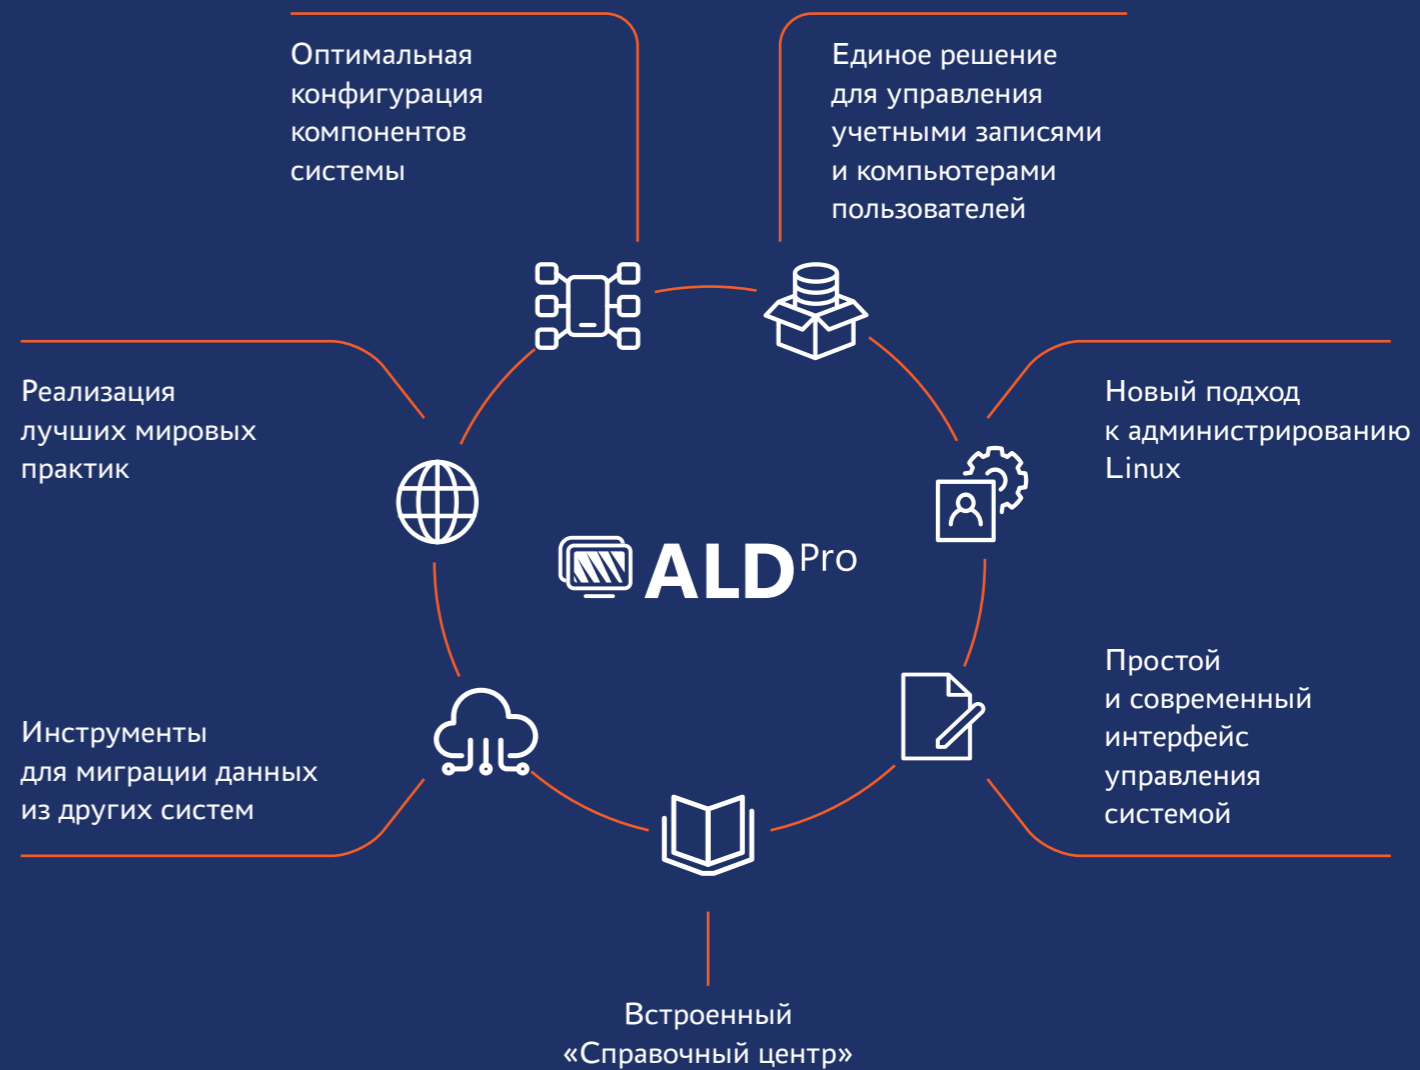 Оптимальная
конфигурация
компонентов
системы
Единое решение
для управления
учетными записями
и компьютерами
пользователей
Реализация
лучших мировых
практик
Новый подход
к администрированию
Linux
ALD Pro
Инструменты
для миграции данных
из других систем
Простой
и современный
интерфейс
управления
системой
Встроенный
«Справочный центр»